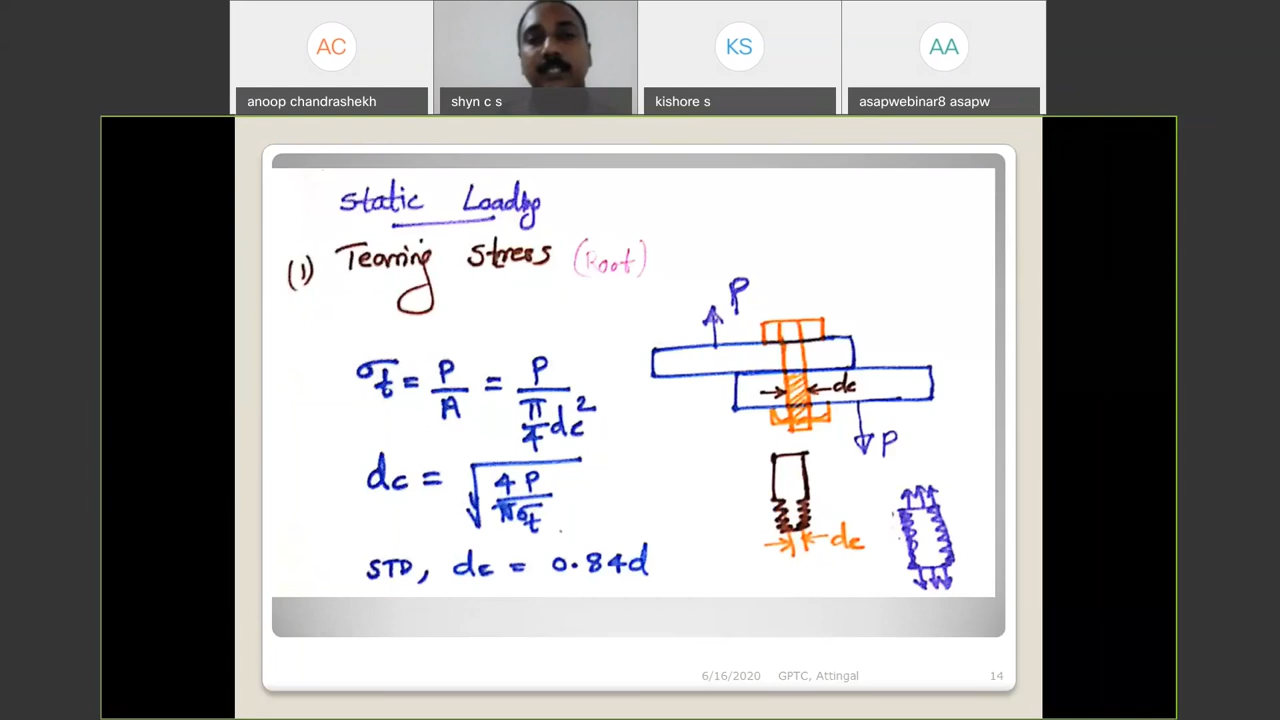 AC
KS
AA
anoop chandrashekh
shyn c s
kishore s
asapwebinar8 asapw
Static Loading
(1) Tearing Stress (Root)
P
σt = P/A = P/(π/4 dc²)
dc
P
dc = √(4P/πσt)
dc
STD, dc = 0.84d
6/16/2020 GPTC, Attingal 14